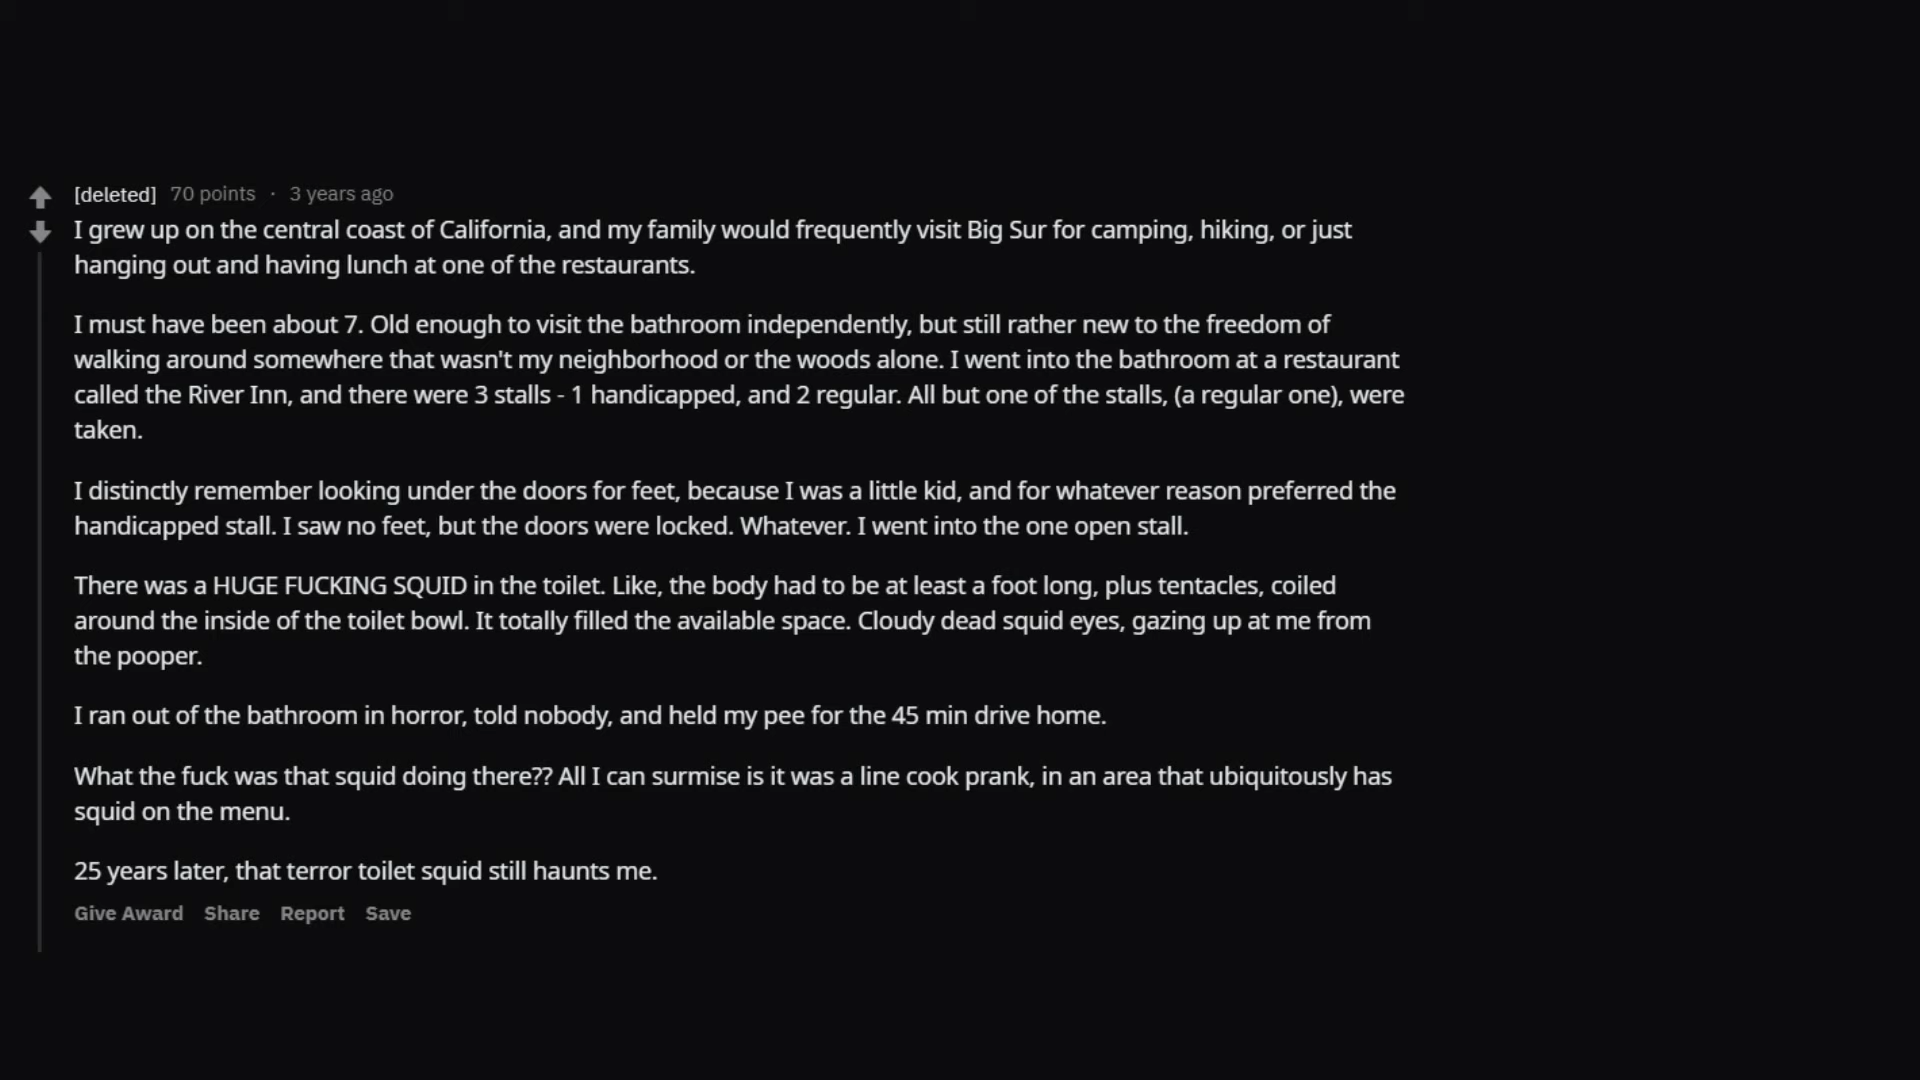 [deleted] 70 points · 3 years ago
I grew up on the central coast of California, and my family would frequently visit Big Sur for camping, hiking, or just
hanging out and having lunch at one of the restaurants.
I must have been about 7. Old enough to visit the bathroom independently, but still rather new to the freedom of
walking around somewhere that wasn't my neighborhood or the woods alone. I went into the bathroom at a restaurant
called the River Inn, and there were 3 stalls - 1 handicapped, and 2 regular. All but one of the stalls, (a regular one), were
taken.
I distinctly remember looking under the doors for feet, because I was a little kid, and for whatever reason preferred the
handicapped stall. I saw no feet, but the doors were locked. Whatever. I went into the one open stall.
There was a HUGE FUCKING SQUID in the toilet. Like, the body had to be at least a foot long, plus tentacles, coiled
around the inside of the toilet bowl. It totally filled the available space. Cloudy dead squid eyes, gazing up at me from
the pooper.
I ran out of the bathroom in horror, told nobody, and held my pee for the 45 min drive home.
What the fuck was that squid doing there?? All I can surmise is it was a line cook prank, in an area that ubiquitously has
squid on the menu.
25 years later, that terror toilet squid still haunts me.
Give Award Share Report Save